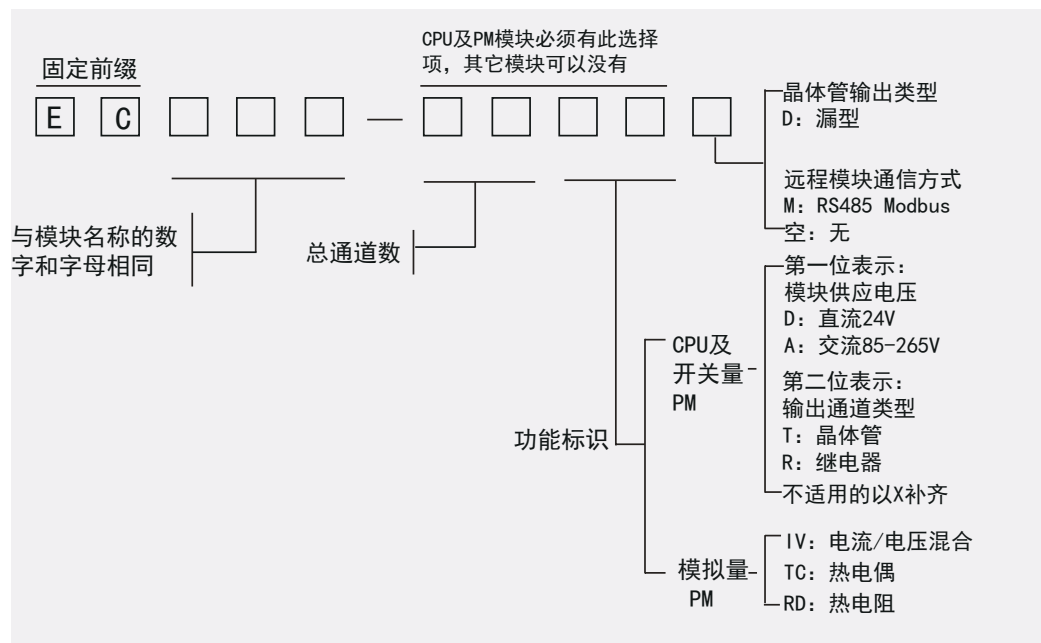 CPU及PM模块必须有此选择
项，其它模块可以没有
固定前缀
E C — 
晶体管输出类型
D：漏型
远程模块通信方式
M：RS485 Modbus
空：无
与模块名称的数
字和字母相同
总通道数
功能标识
CPU及
开关量
PM
第一位表示：
模块供应电压
D：直流24V
A：交流85-265V
第二位表示：
输出通道类型
T：晶体管
R：继电器
不适用的以X补齐
模拟量
PM
IV：电流/电压混合
TC：热电偶
RD：热电阻